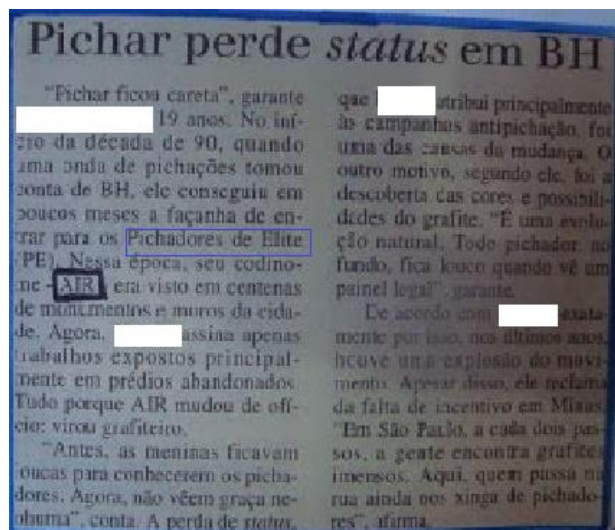 Pichar perde status em BH
"Pichar ficou careta", garante
19 anos. No iní-
cio da década de 90, quando
uma onda de pichações tomou
conta de BH, ele conseguiu em
poucos meses a façanha de en-
trar para os Pichadores de Elite
(PE). Nessa época, seu codino-
me - AIR - era visto em centenas
de monumentos e muros da cida-
de. Agora, assina apenas
trabalhos expostos principal-
mente em prédios abandonados.
Tudo porque AIR mudou de ofí-
cio: virou grafiteiro.
"Antes, as meninas ficavam
loucas para conhecerem os picha-
dores. Agora, não vêem graça ne-
nhuma", conta. A perda de status,
que atribui principalmente
às campanhas antipichação, foi
uma das causas da mudança. O
outro motivo, segundo ele, foi a
descoberta das cores e possibili-
dades do grafite. "É uma evolu-
ção natural. Todo pichador, no
fundo, fica louco quando vê um
painel legal", garante.
De acordo com exata-
mente por isso, nos últimos anos,
houve uma explosão do movi-
mento. Apesar disso, ele reclama
da falta de incentivo em Minas.
"Em São Paulo, a cada dois pas-
sos, a gente encontra grafites
imensos. Aqui, quem passa na
rua ainda nos xinga de pichado-
res", afirma.